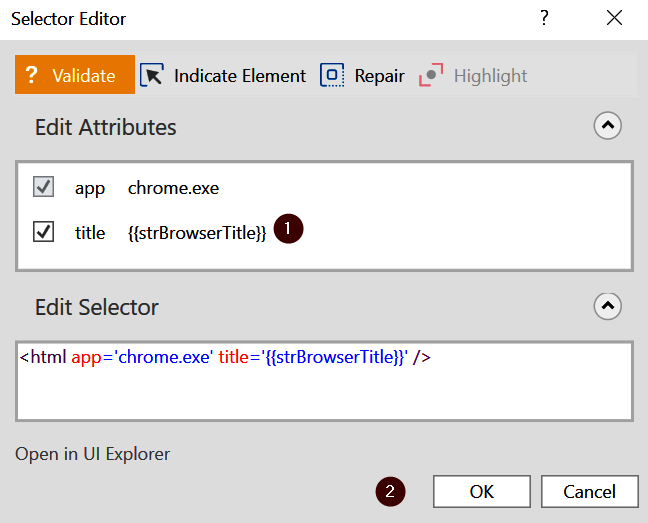 Selector Editor ?
? Validate Indicate Element Repair Highlight
Edit Attributes
app chrome.exe
title {{strBrowserTitle}} 1
Edit Selector
<html app='chrome.exe' title='{{strBrowserTitle}}' />
Open in UI Explorer
2 OK Cancel